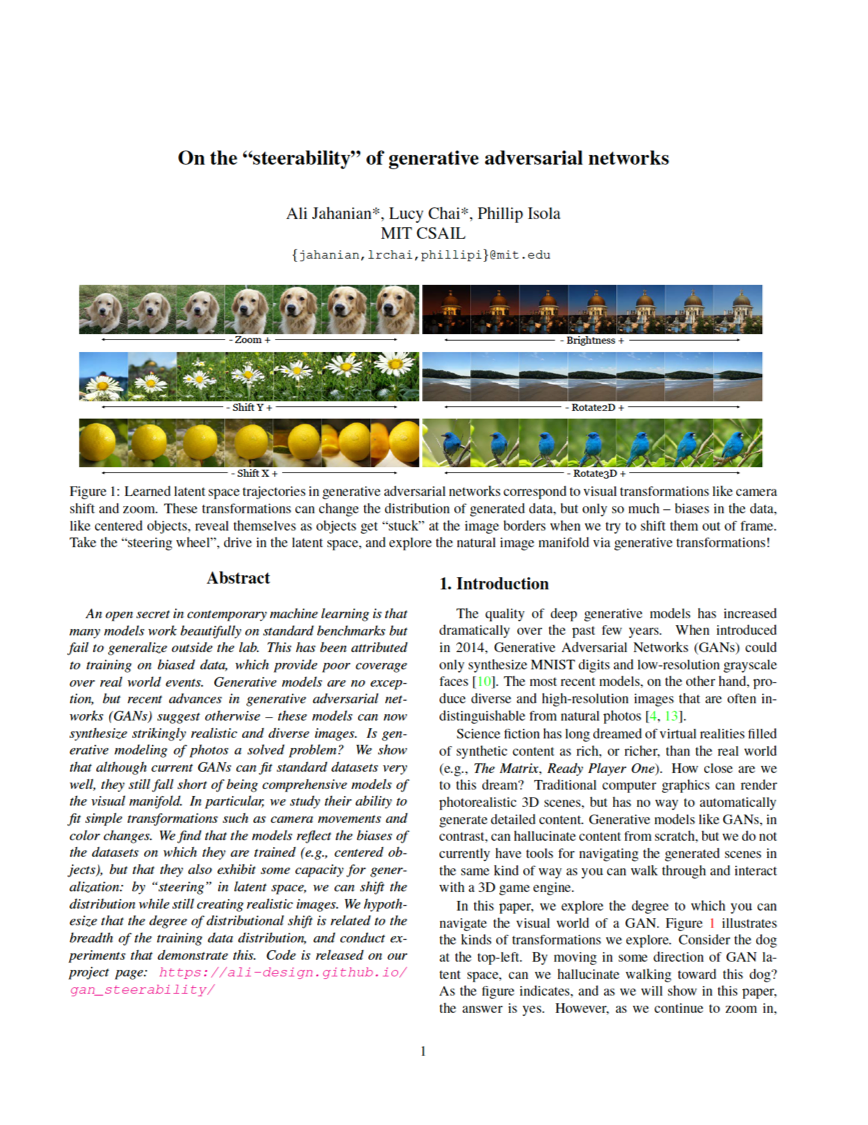 On the “steerability” of generative adversarial networks
Ali Jahanian*, Lucy Chai*, Phillip Isola
MIT CSAIL
{jahanian,lrchai,phillipi}@mit.edu
- Zoom +
- Brightness +
- Shift Y +
- Rotate2D +
- Shift X +
- Rotate3D +
Figure 1: Learned latent space trajectories in generative adversarial networks correspond to visual transformations like camera
shift and zoom. These transformations can change the distribution of generated data, but only so much – biases in the data,
like centered objects, reveal themselves as objects get “stuck” at the image borders when we try to shift them out of frame.
Take the “steering wheel”, drive in the latent space, and explore the natural image manifold via generative transformations!
Abstract
An open secret in contemporary machine learning is that
many models work beautifully on standard benchmarks but
fail to generalize outside the lab. This has been attributed
to training on biased data, which provide poor coverage
over real world events. Generative models are no excep-
tion, but recent advances in generative adversarial net-
works (GANs) suggest otherwise – these models can now
synthesize strikingly realistic and diverse images. Is gen-
erative modeling of photos a solved problem? We show
that although current GANs can fit standard datasets very
well, they still fall short of being comprehensive models of
the visual manifold. In particular, we study their ability to
fit simple transformations such as camera movements and
color changes. We find that the models reflect the biases of
the datasets on which they are trained (e.g., centered ob-
jects), but that they also exhibit some capacity for gener-
alization: by “steering” in latent space, we can shift the
distribution while still creating realistic images. We hypoth-
esize that the degree of distributional shift is related to the
breadth of the training data distribution, and conduct ex-
periments that demonstrate this. Code is released on our
project page: https://ali-design.github.io/
gan_steerability/
1. Introduction
The quality of deep generative models has increased
dramatically over the past few years. When introduced
in 2014, Generative Adversarial Networks (GANs) could
only synthesize MNIST digits and low-resolution grayscale
faces [10]. The most recent models, on the other hand, pro-
duce diverse and high-resolution images that are often in-
distinguishable from natural photos [4, 13].
Science fiction has long dreamed of virtual realities filled
of synthetic content as rich, or richer, than the real world
(e.g., The Matrix, Ready Player One). How close are we
to this dream? Traditional computer graphics can render
photorealistic 3D scenes, but has no way to automatically
generate detailed content. Generative models like GANs, in
contrast, can hallucinate content from scratch, but we do not
currently have tools for navigating the generated scenes in
the same kind of way as you can walk through and interact
with a 3D game engine.
In this paper, we explore the degree to which you can
navigate the visual world of a GAN. Figure 1 illustrates
the kinds of transformations we explore. Consider the dog
at the top-left. By moving in some direction of GAN la-
tent space, can we hallucinate walking toward this dog?
As the figure indicates, and as we will show in this paper,
the answer is yes. However, as we continue to zoom in,
1